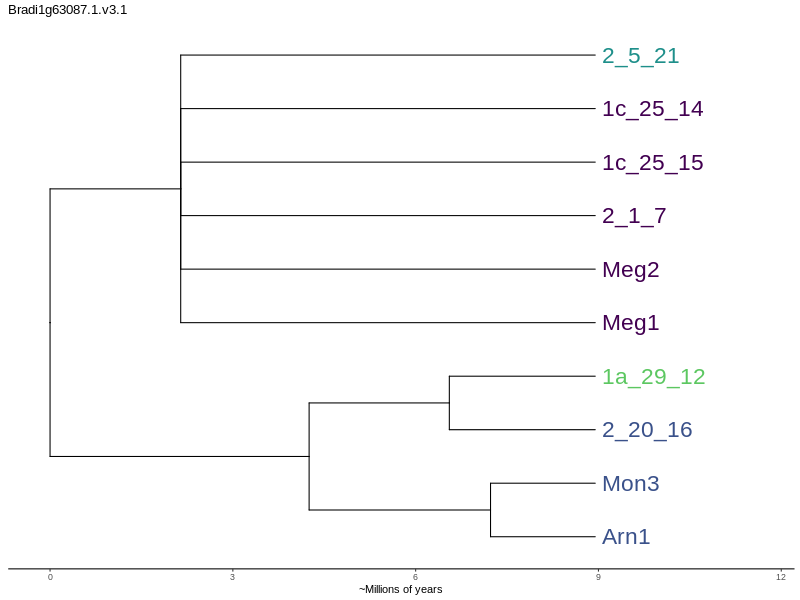 Bradi1g63087.1.v3.1
2_5_21
1c_25_14
1c_25_15
2_1_7
Meg2
Meg1
1a_29_12
2_20_16
Mon3
Arn1
0 3 6 9 12
~Millions of years